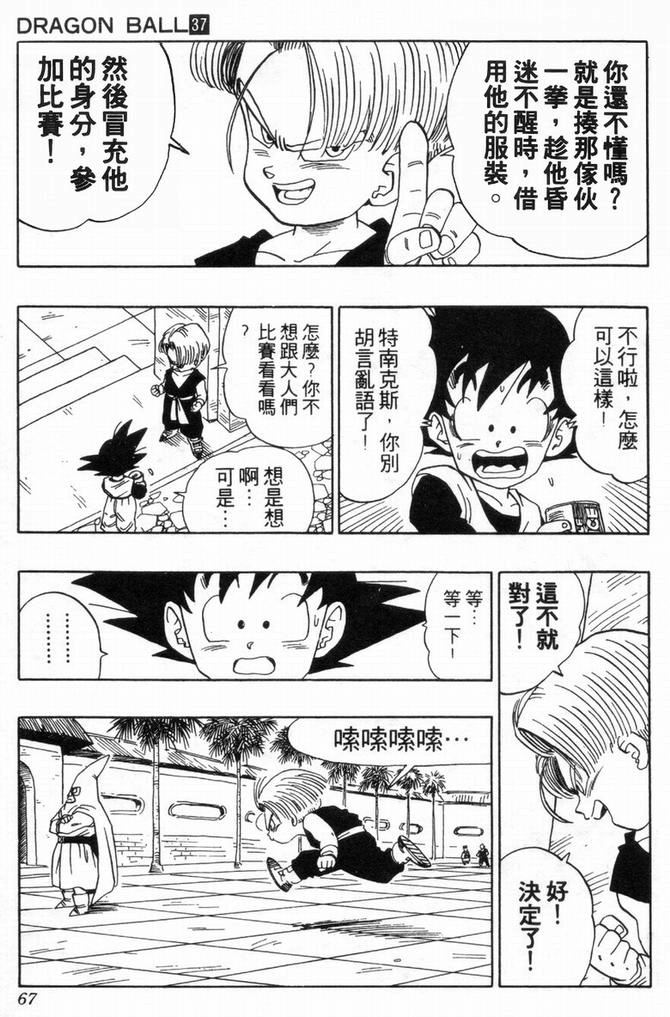 DRAGON BALL 37
你還不懂嗎？
就是揍那傢伙
一拳，趁他昏
迷不醒時，借
用他的服裝。
然後冒充他
的身分，參
加比賽！
不行啦，怎麼
可以這樣！
特南克斯，你別
胡言亂語了！
怎麼？你不
想跟大人們
比賽看看嗎
？
想是想
啊…
可是…
這不就
對了！
等…
等一下！
………
好！
決定了！
嗦嗦嗦嗦…
67